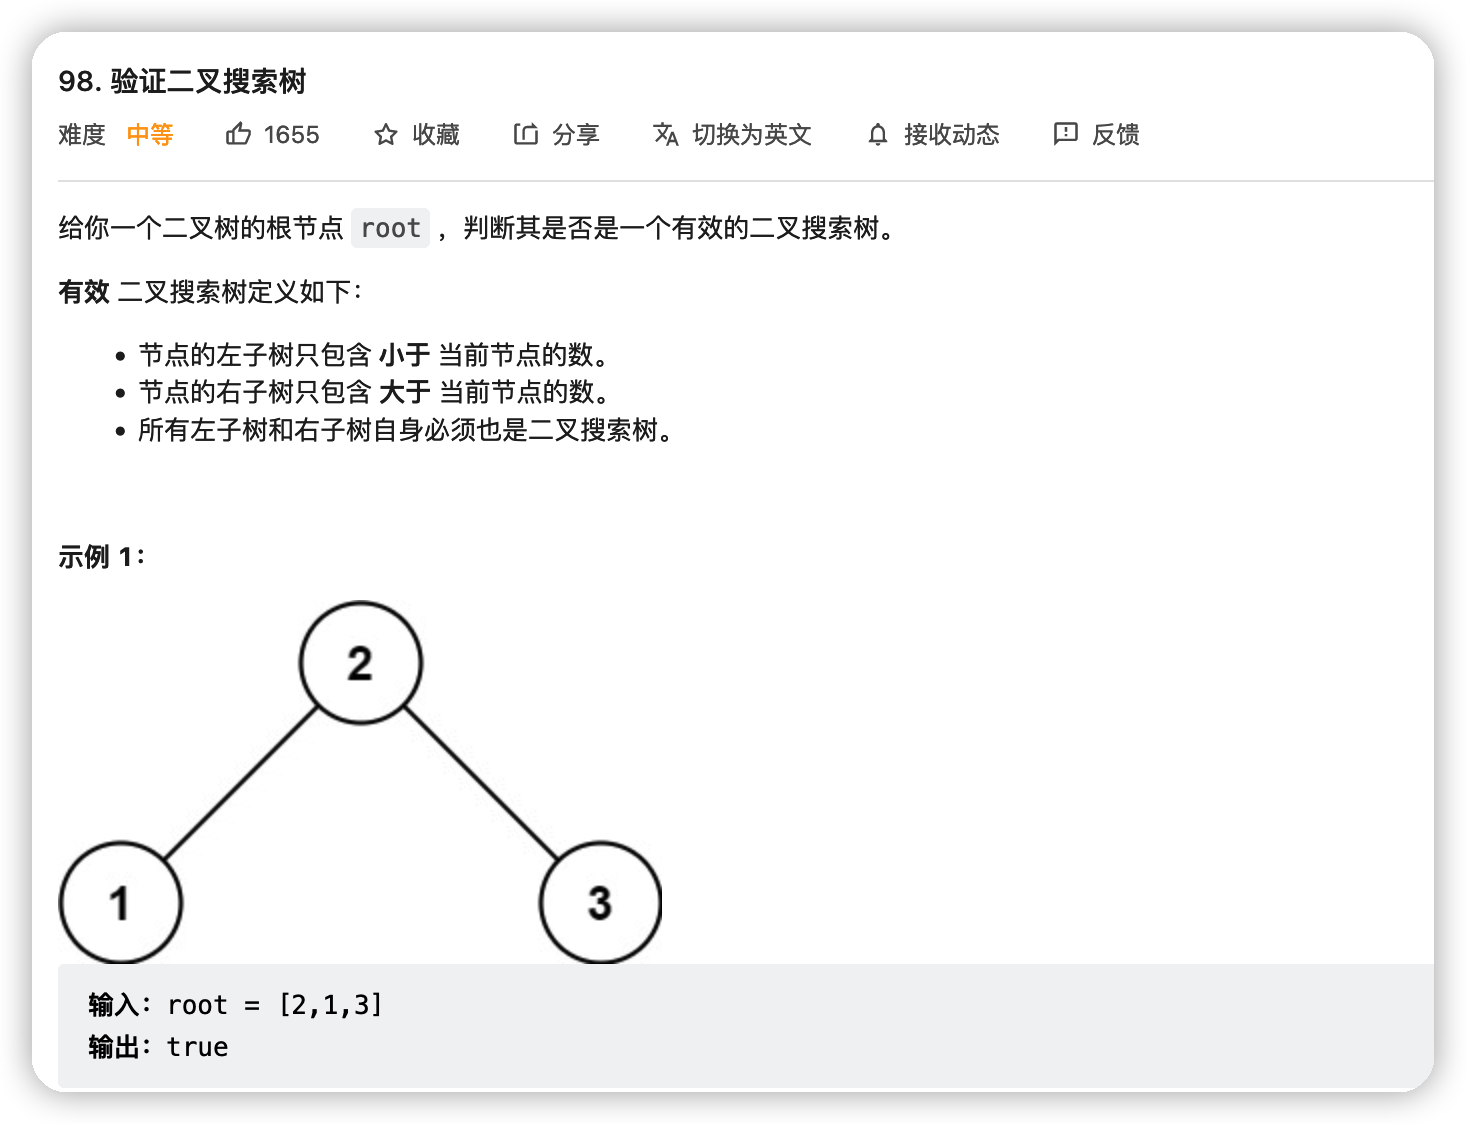 98. 验证二叉搜索树
难度 中等 1655 收藏 分享 切换为英文 接收动态 反馈
给你一个二叉树的根节点 root ，判断其是否是一个有效的二叉搜索树。
有效 二叉搜索树定义如下：
• 节点的左子树只包含 小于 当前节点的数。
• 节点的右子树只包含 大于 当前节点的数。
• 所有左子树和右子树自身必须也是二叉搜索树。
示例 1：
2
1 3
输入：root = [2,1,3]
输出：true